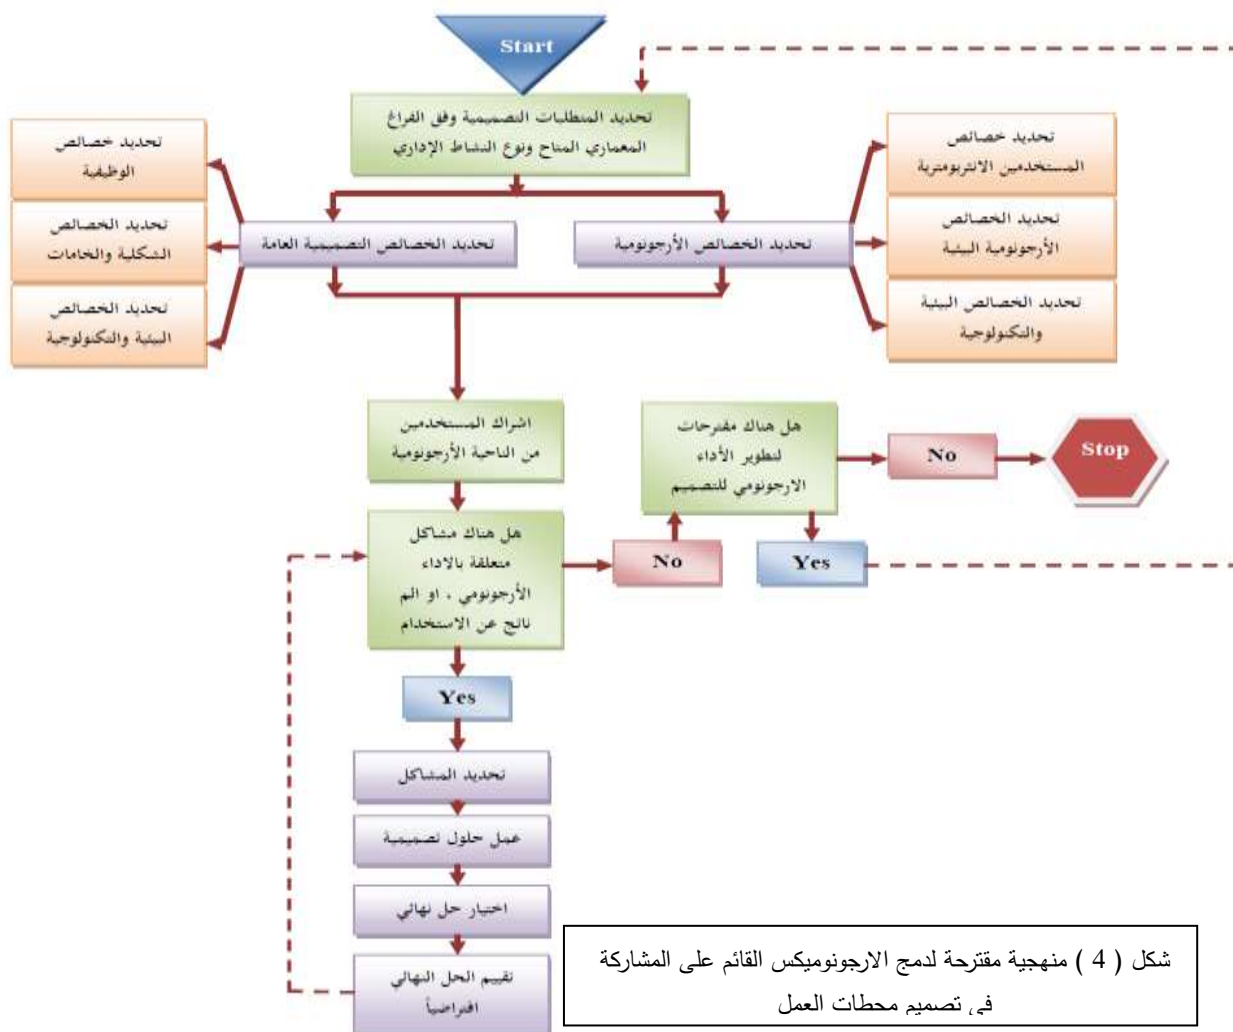 Start
تحديد المتطلبات التصميمية وفق الفراغ
المعماري المتاح ونوع النشاط الإداري
تحديد خصائص
المستخدمين الانثربومترية
تحديد الخصائص
الأرجونومية البيئية
تحديد الخصائص البيئية
والتكنولوجية
تحديد الخصائص الأرجونومية
تحديد الخصائص التصميمية العامة
تحديد خصائص
الوظيفية
تحديد الخصائص
الشكلية والخامات
تحديد الخصائص
البيئية والتكنولوجية
اشراك المستخدمين
من الناحية الأرجونومية
هل هناك مشاكل
متعلقة بالاداء
الأرجونومي ، او الم
ناتج عن الاستخدام
No
هل هناك مقترحات
لتطوير الأداء
الارجونومي للتصميم
No
Stop
Yes
Yes
تحديد المشاكل
عمل حلول تصميمية
اختيار حل نهائي
تقييم الحل النهائي
افتراضياً
شكل ( 4 ) منهجية مقترحة لدمج الارجونوميكس القائم على المشاركة
في تصميم محطات العمل